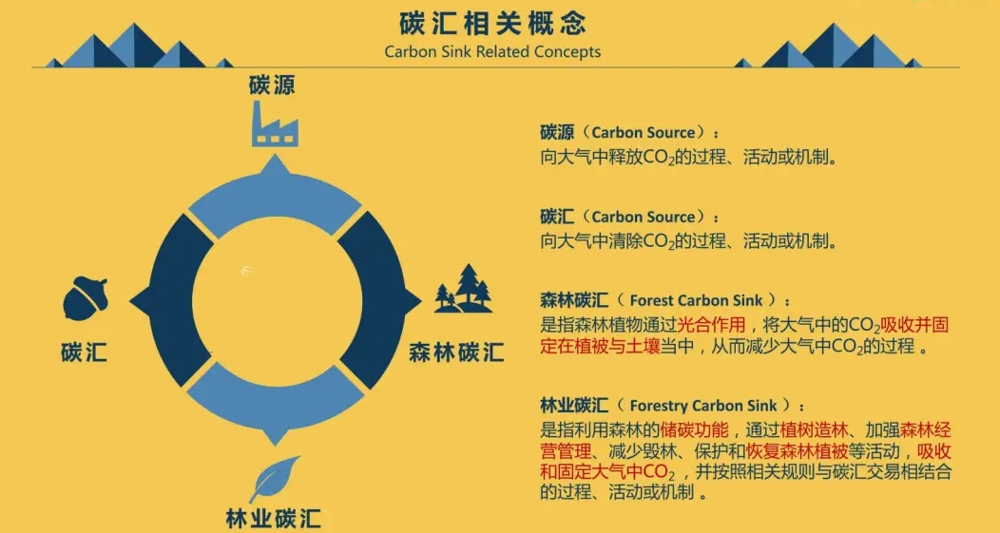 碳汇相关概念
Carbon Sink Related Concepts
碳源
碳汇
森林碳汇
林业碳汇
碳源（Carbon Source）：
向大气中释放CO₂的过程、活动或机制。
碳汇（Carbon Source）：
向大气中清除CO₂的过程、活动或机制。
森林碳汇（ Forest Carbon Sink ）：
是指森林植物通过光合作用，将大气中的CO₂吸收并固
定在植被与土壤当中，从而减少大气中CO₂的过程 。
林业碳汇（ Forestry Carbon Sink ）：
是指利用森林的储碳功能，通过植树造林、加强森林经
营管理、减少毁林、保护和恢复森林植被等活动，吸收
和固定大气中CO₂ ，并按照相关规则与碳汇交易相结合
的过程、活动或机制 。